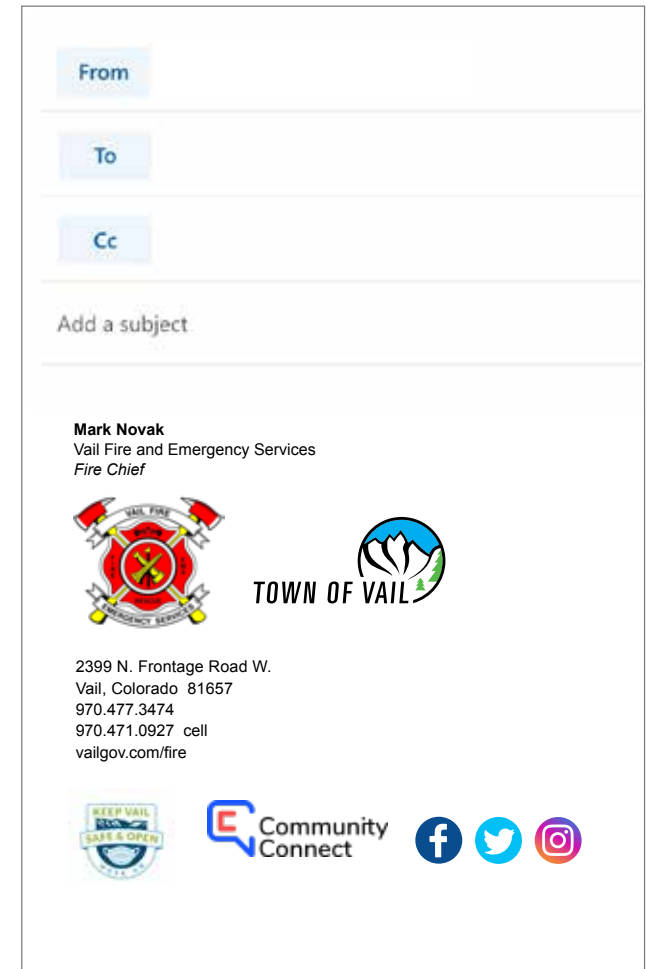 From
To
Cc
Add a subject
Mark Novak
Vail Fire and Emergency Services
Fire Chief
VAIL FIRE
RESCUE
EMERGENCY SERVICES
TOWN OF VAIL
2399 N. Frontage Road W.
Vail, Colorado 81657
970.477.3474
970.471.0927 cell
vailgov.com/fire
KEEP VAIL
SAFE & OPEN
Community
Connect